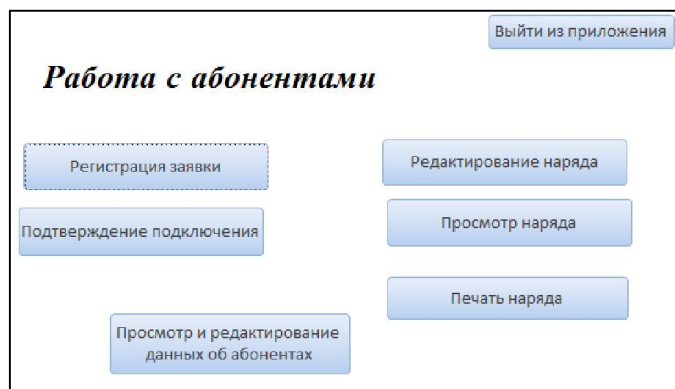 Выйти из приложения
Работа с абонентами
Регистрация заявки
Редактирование наряда
Подтверждение подключения
Просмотр наряда
Печать наряда
Просмотр и редактирование
данных об абонентах